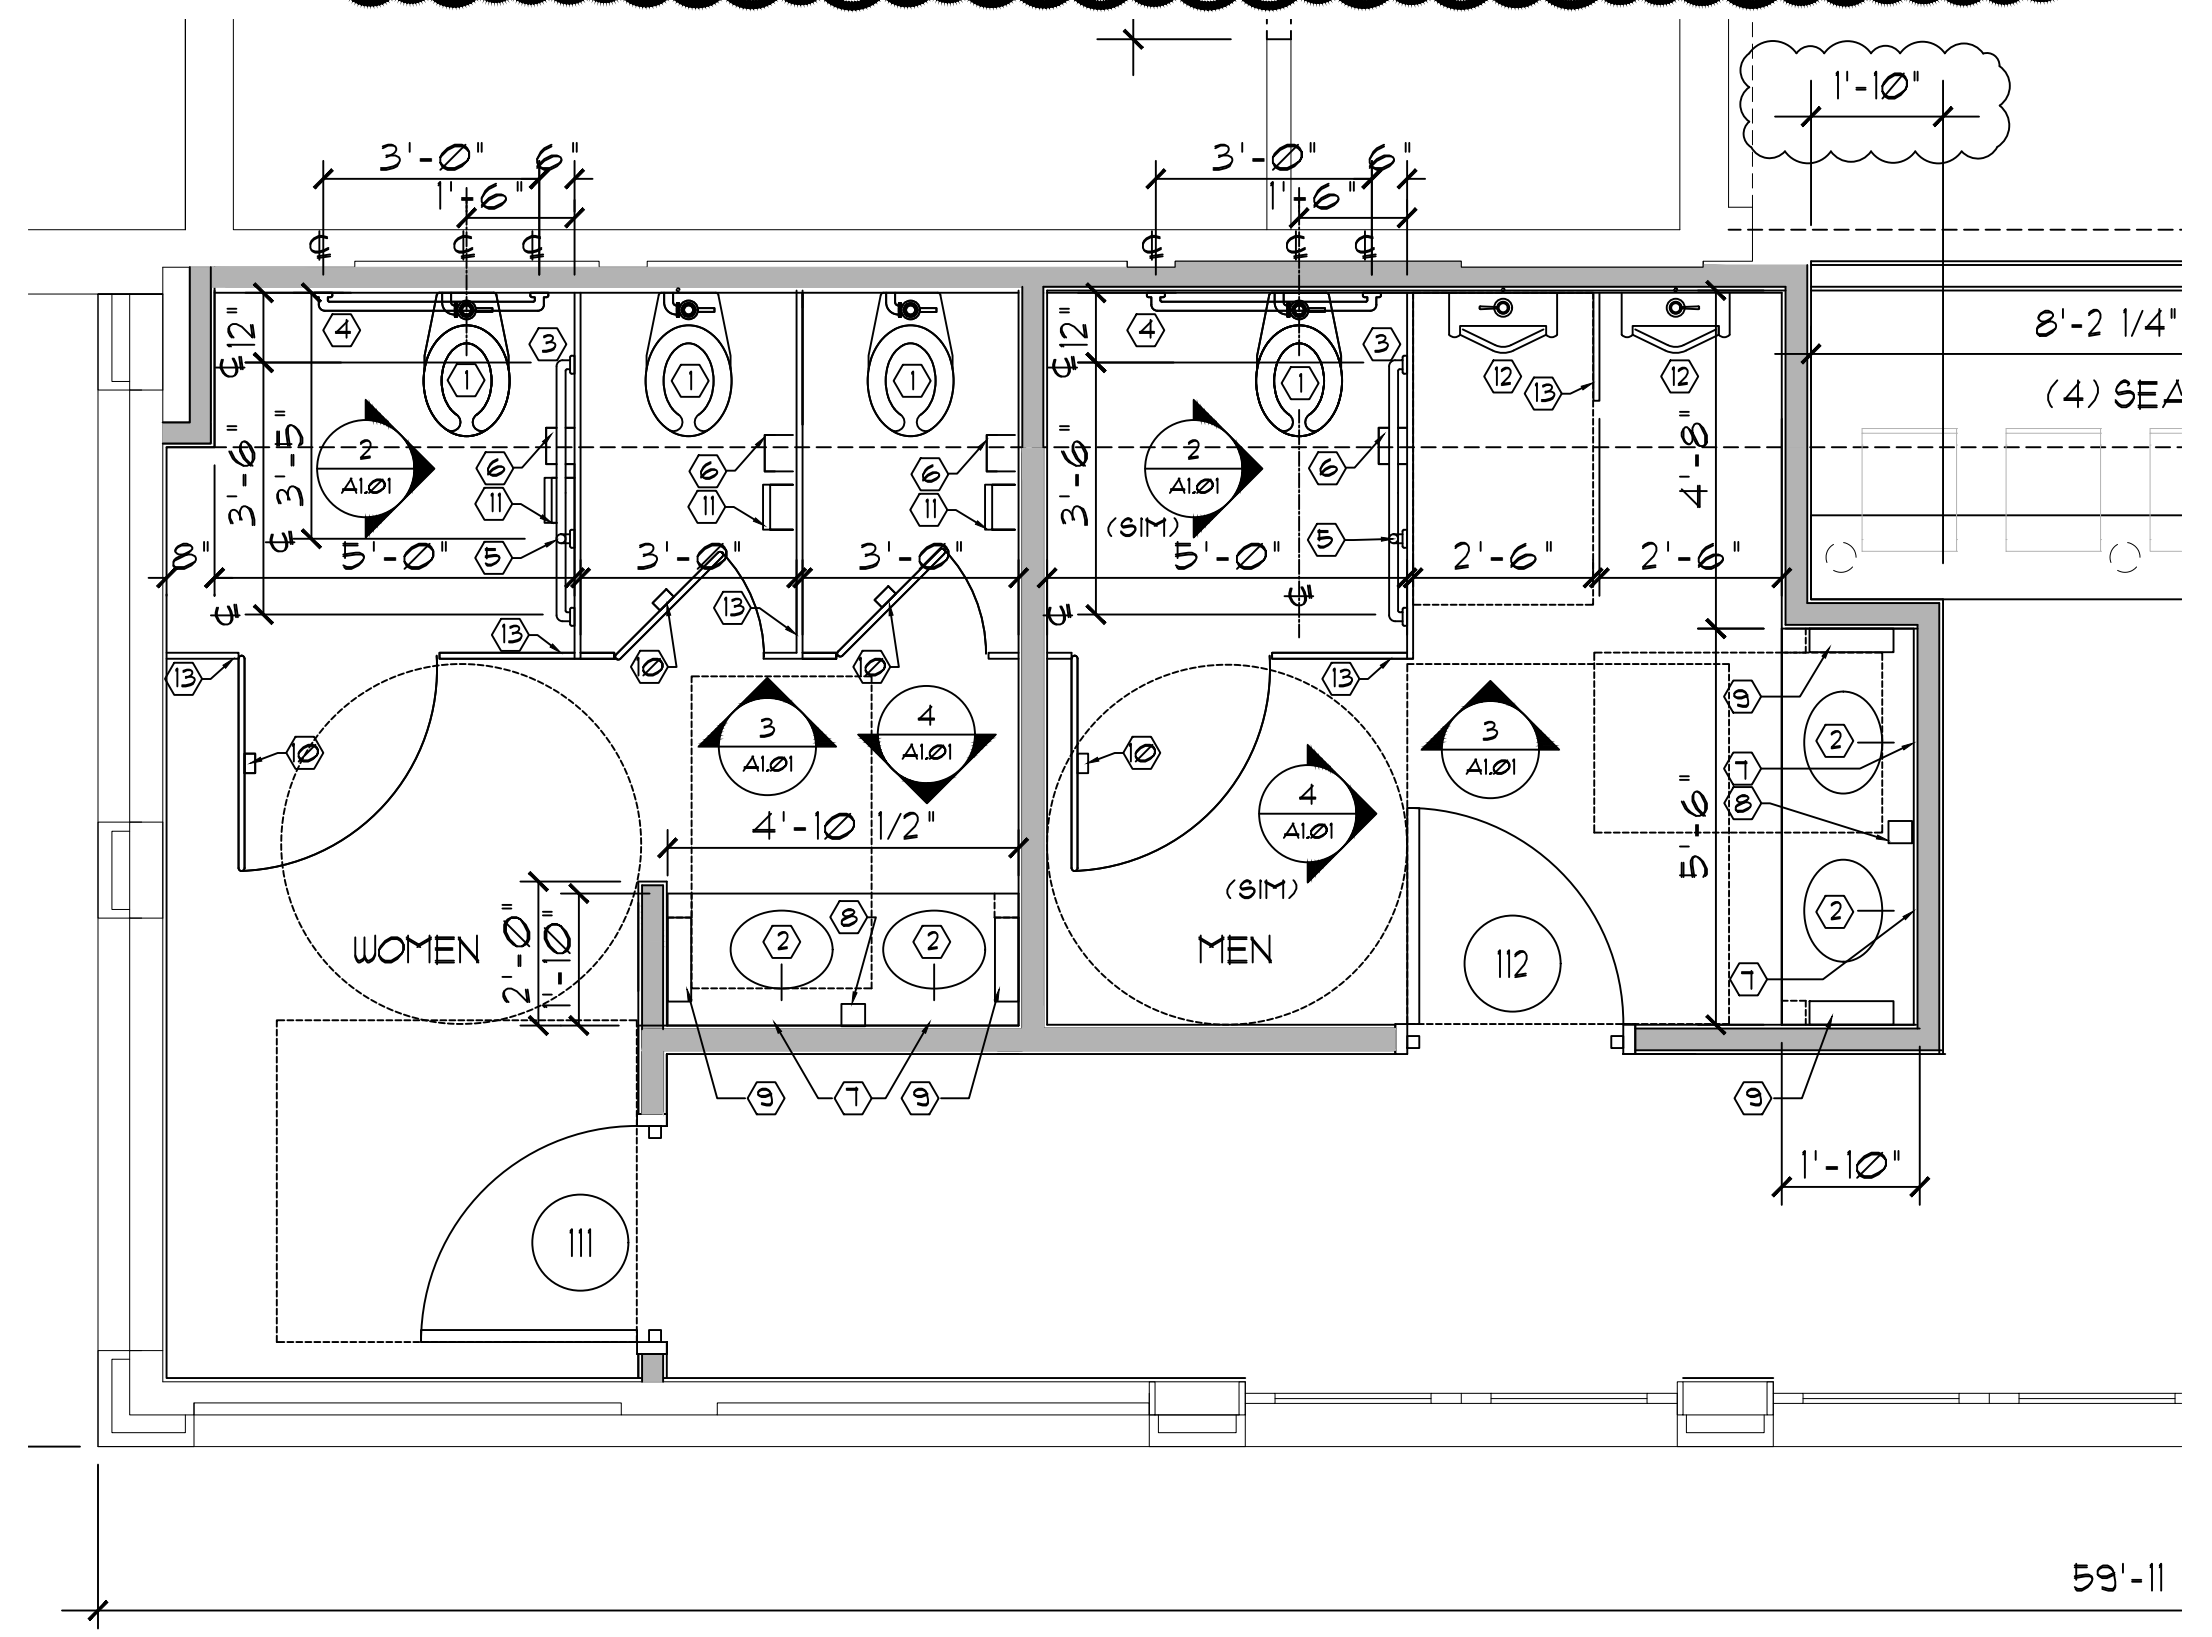 1'-10"
3'-0" 6" 3'-0" 6"
1'-6" 1'-6"
℄ ℄ ℄ ℄ ℄ ℄
12" 4 3 12" 4 3 8'-2 1/4"
℄ 1 1 1 ℄ 1 12 13 12
(4) SEA
2 2
A1.01 A1.01
3'-6" 3'-5" 6 6 6 3'-6" 6 4'-8"
11 11 11
(SIM)
℄ 5 5
8" 5'-0" 3'-0" 3'-0" 5'-0" 2'-6" 2'-6"
℄ 13 ℄ ℄
13
13 10 10 13 9
3 4 3
A1.01 A1.01 A1.01
10 10 2
7
4 8
A1.01
4'-10 1/2" 5'-6"
(SIM)
8 2
2'-0" 1'-10" 2 2
WOMEN MEN 112
7
9 7 9 9
1'-10"
111
59'-11